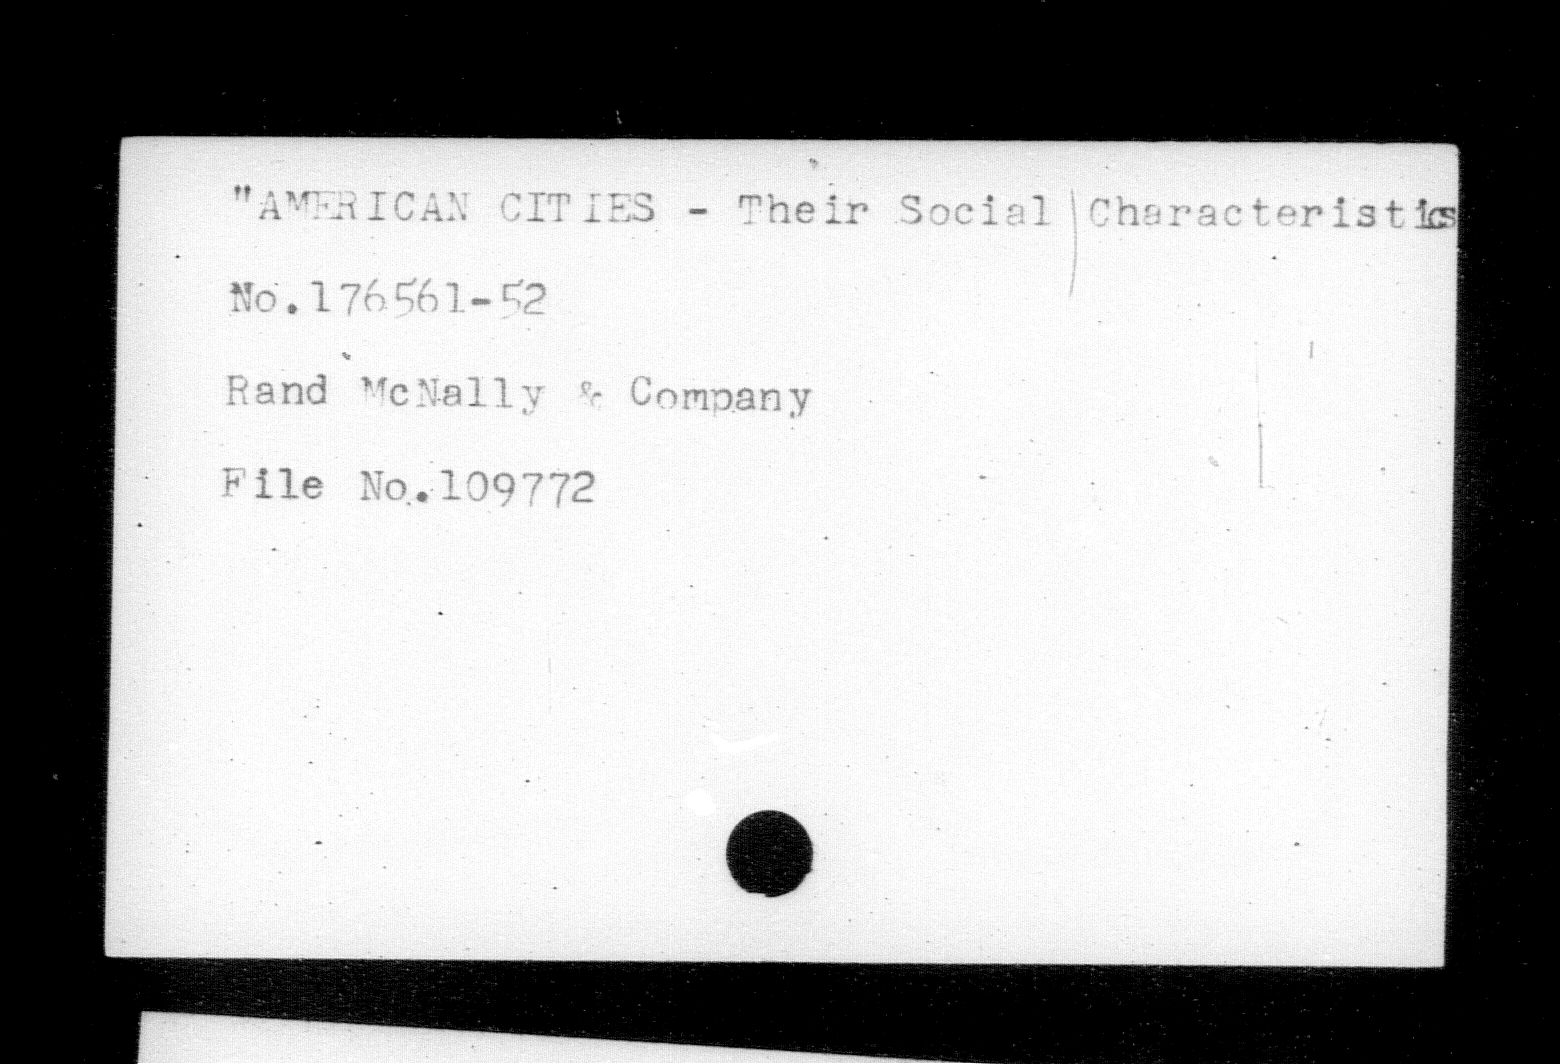 "AMERICAN CITIES - Their Social Characteristics
No.176561-52
Rand McNally & Company
File No.109772